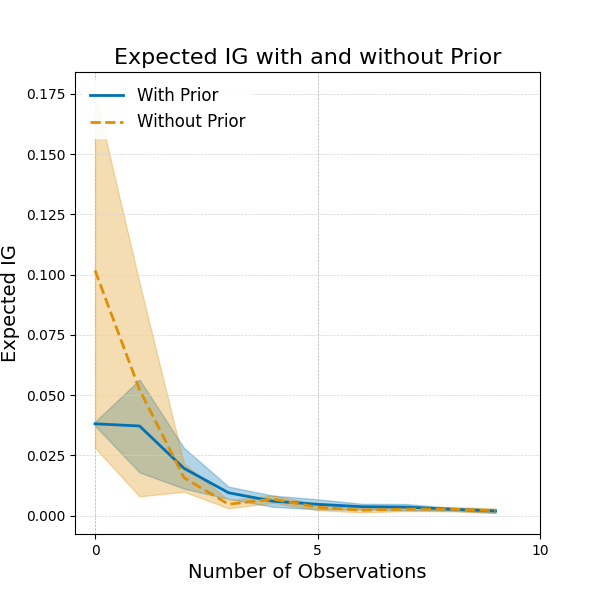 Expected IG with and without Prior
With Prior
Without Prior
Expected IG
0.175
0.150
0.125
0.100
0.075
0.050
0.025
0.000
0
5
10
Number of Observations